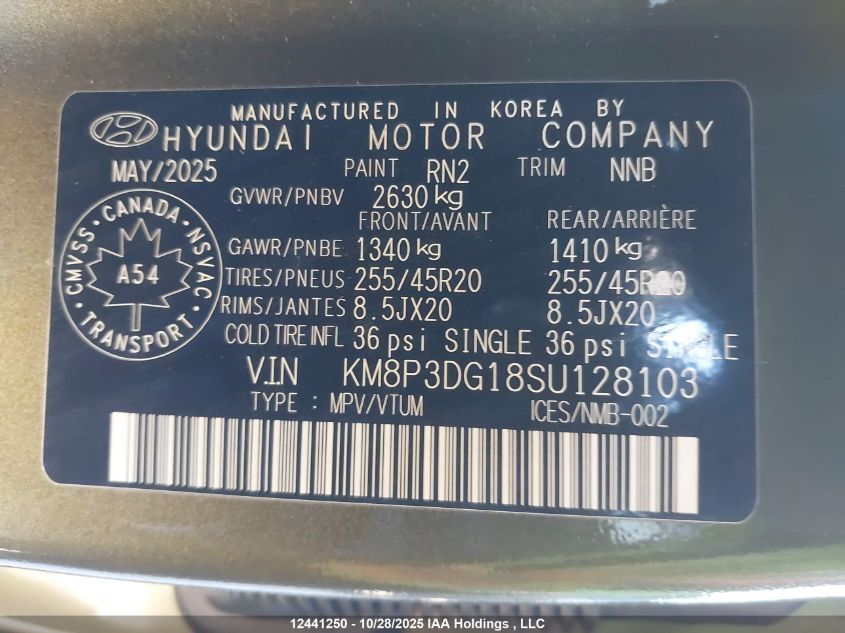 MANUFACTURED IN KOREA BY
HYUNDAI MOTOR COMPANY
MAY/2025 PAINT RN2 TRIM NNB
GVWR/PNBV 2630 kg
FRONT/AVANT REAR/ARRIÈRE
GAWR/PNBE 1340 kg 1410 kg
TIRES/PNEUS 255/45R20 255/45R20
RIMS/JANTES 8.5JX20 8.5JX20
COLD TIRE INFL 36 psi SINGLE 36 psi SINGLE
CANADA · NSVAC · TRANSPORT · CMVSS ·
A54
V.I.N KM8P3DG18SU128103
TYPE : MPV/VTUM ICES/NMB-002
12441250 - 10/28/2025 IAA Holdings , LLC